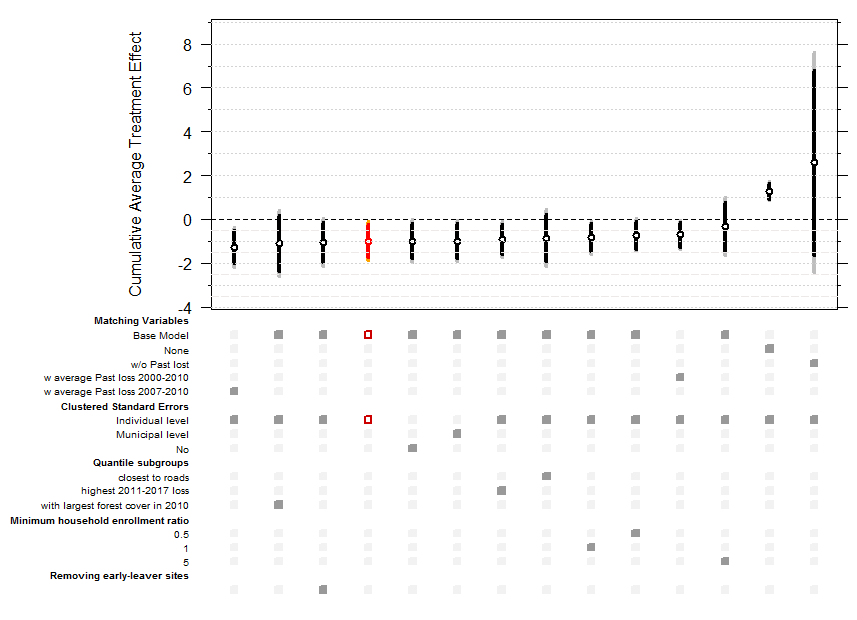 Cumulative Average Treatment Effect
8
6
4
2
0
-2
-4
Matching Variables
Base Model
None
w/o Past lost
w average Past loss 2000-2010
w average Past loss 2007-2010
Clustered Standard Errors
Individual level
Municipal level
No
Quantile subgroups
closest to roads
highest 2011-2017 loss
with largest forest cover in 2010
Minimum household enrollment ratio
0.5
1
5
Removing early-leaver sites